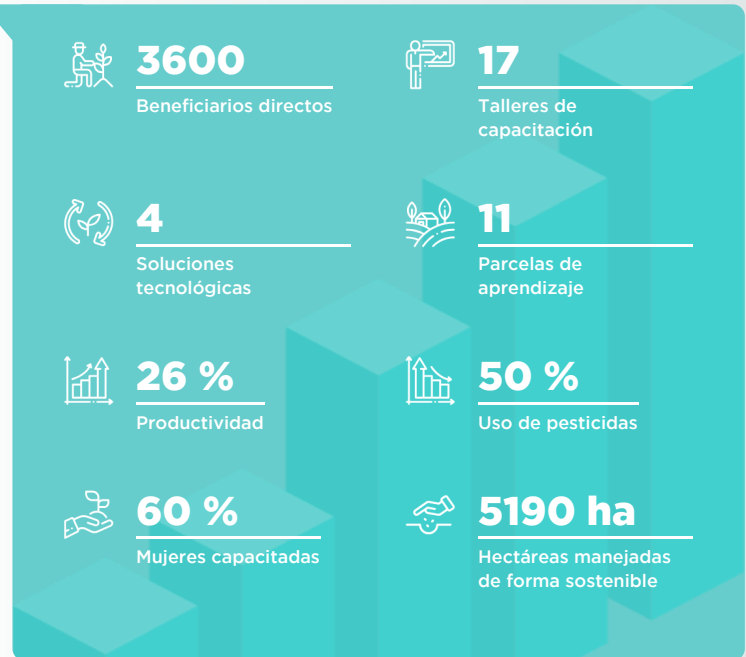 3600
Beneficiarios directos
17
Talleres de
capacitación
4
Soluciones
tecnológicas
11
Parcelas de
aprendizaje
26 %
Productividad
50 %
Uso de pesticidas
60 %
Mujeres capacitadas
5190 ha
Hectáreas manejadas
de forma sostenible